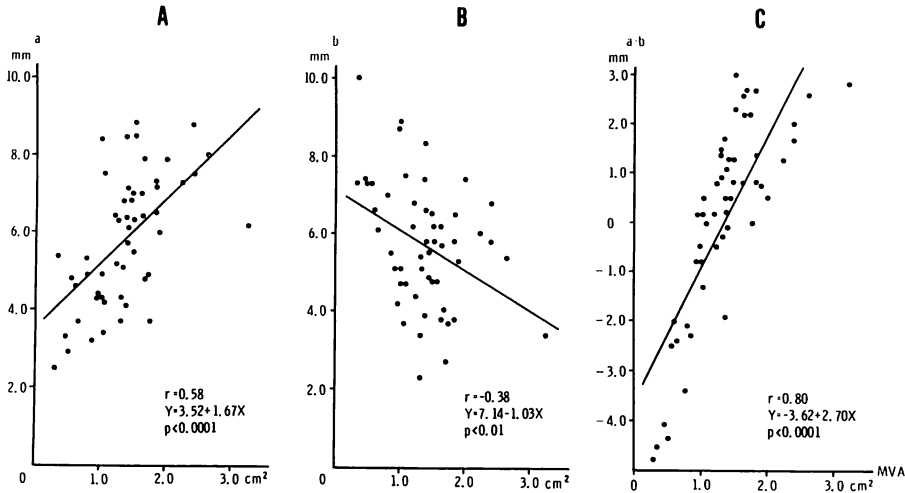 A
a
mm
10.0
8.0
6.0
4.0
2.0
0
1.0
2.0
3.0 cm²
r=0.58
Y=3.52+1.67X
p<0.0001
B
b
mm
10.0
8.0
6.0
4.0
2.0
0
1.0
2.0
3.0 cm²
r=-0.38
Y=7.14-1.03X
p<0.01
C
a-b
mm
3.0
2.0
1.0
0
-1.0
-2.0
-3.0
-4.0
0
1.0
2.0
3.0 cm²
MVA
r=0.80
Y=-3.62+2.70X
p<0.0001